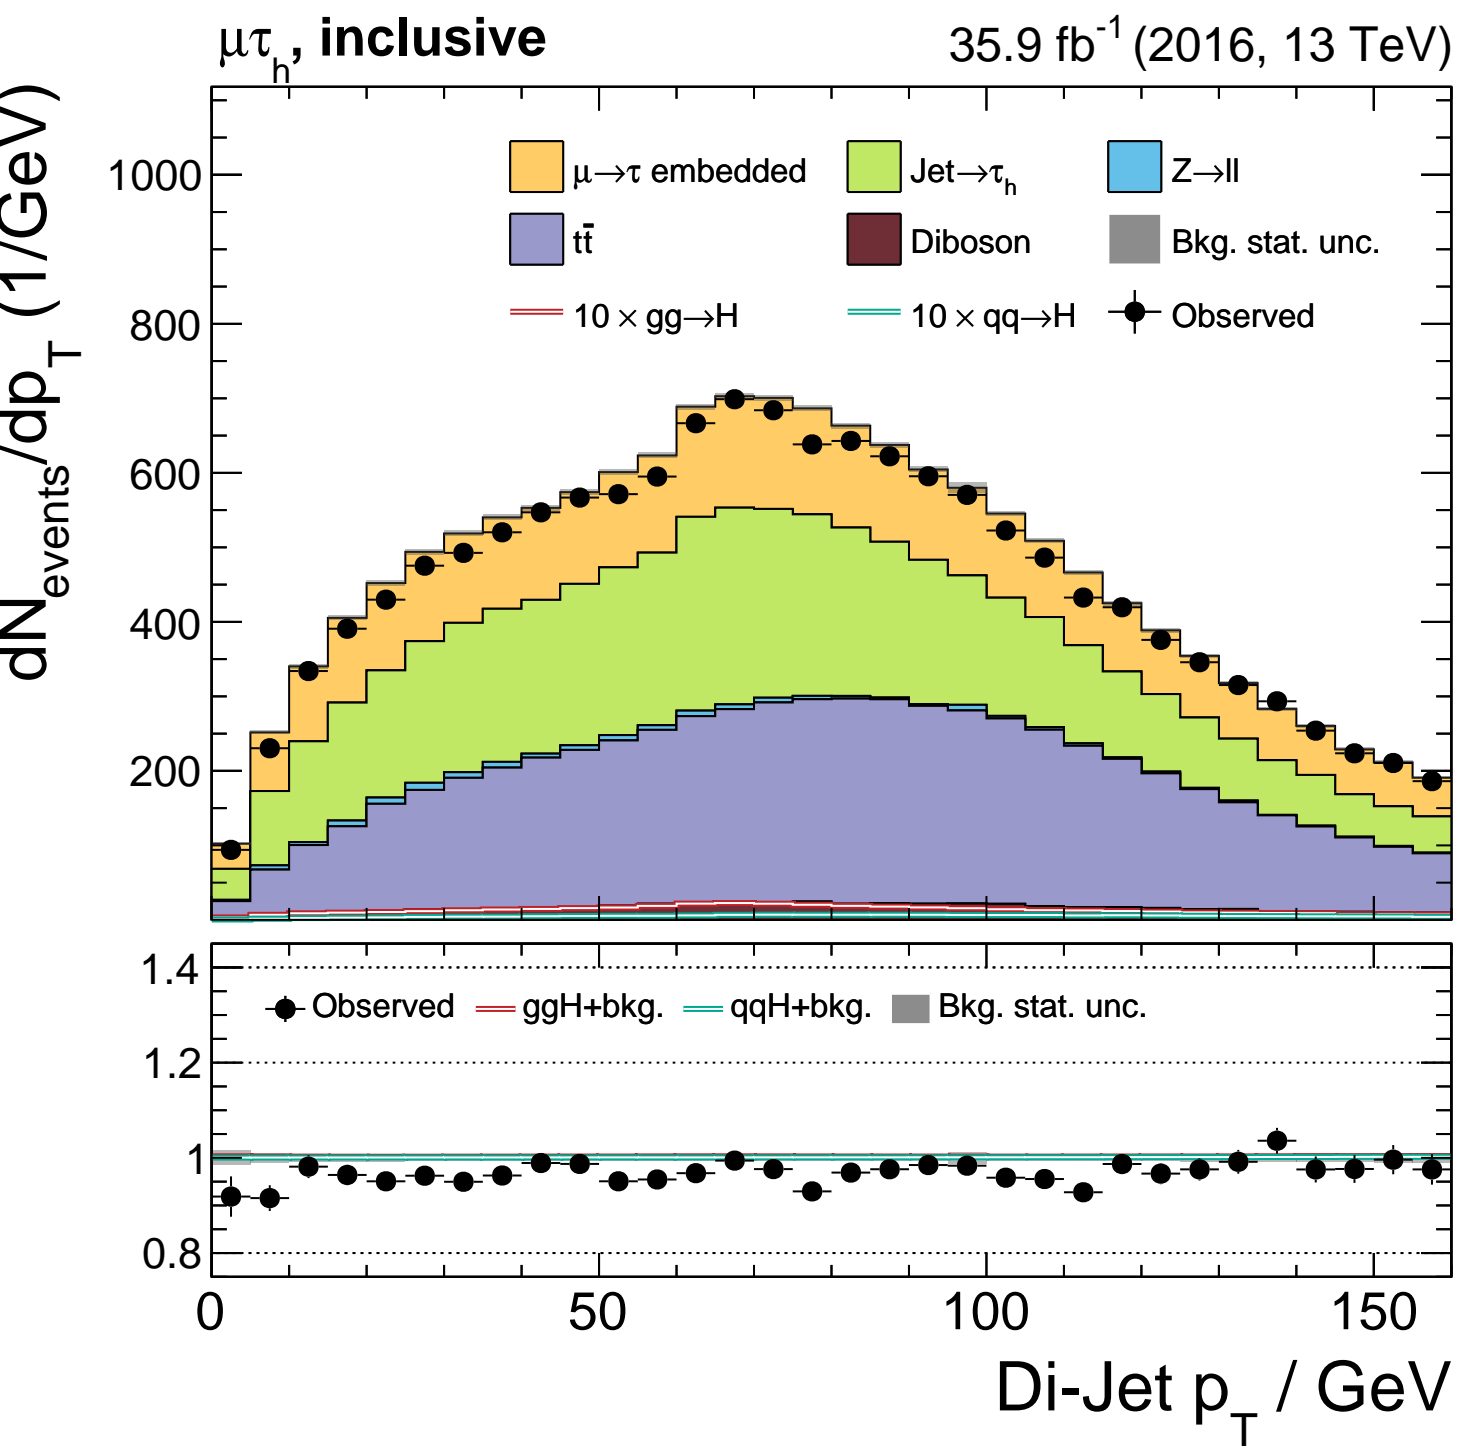 μτh, inclusive 35.9 fb-1 (2016, 13 TeV)
dNevents/dpT (1/GeV)
1000
800
600
400
200
μ→τ embedded Jet→τh Z→ll
tt̄ Diboson Bkg. stat. unc.
10 × gg→H 10 × qq→H Observed
1.4
1.2
1
0.8
Observed ggH+bkg. qqH+bkg. Bkg. stat. unc.
0 50 100 150
Di-Jet pT / GeV